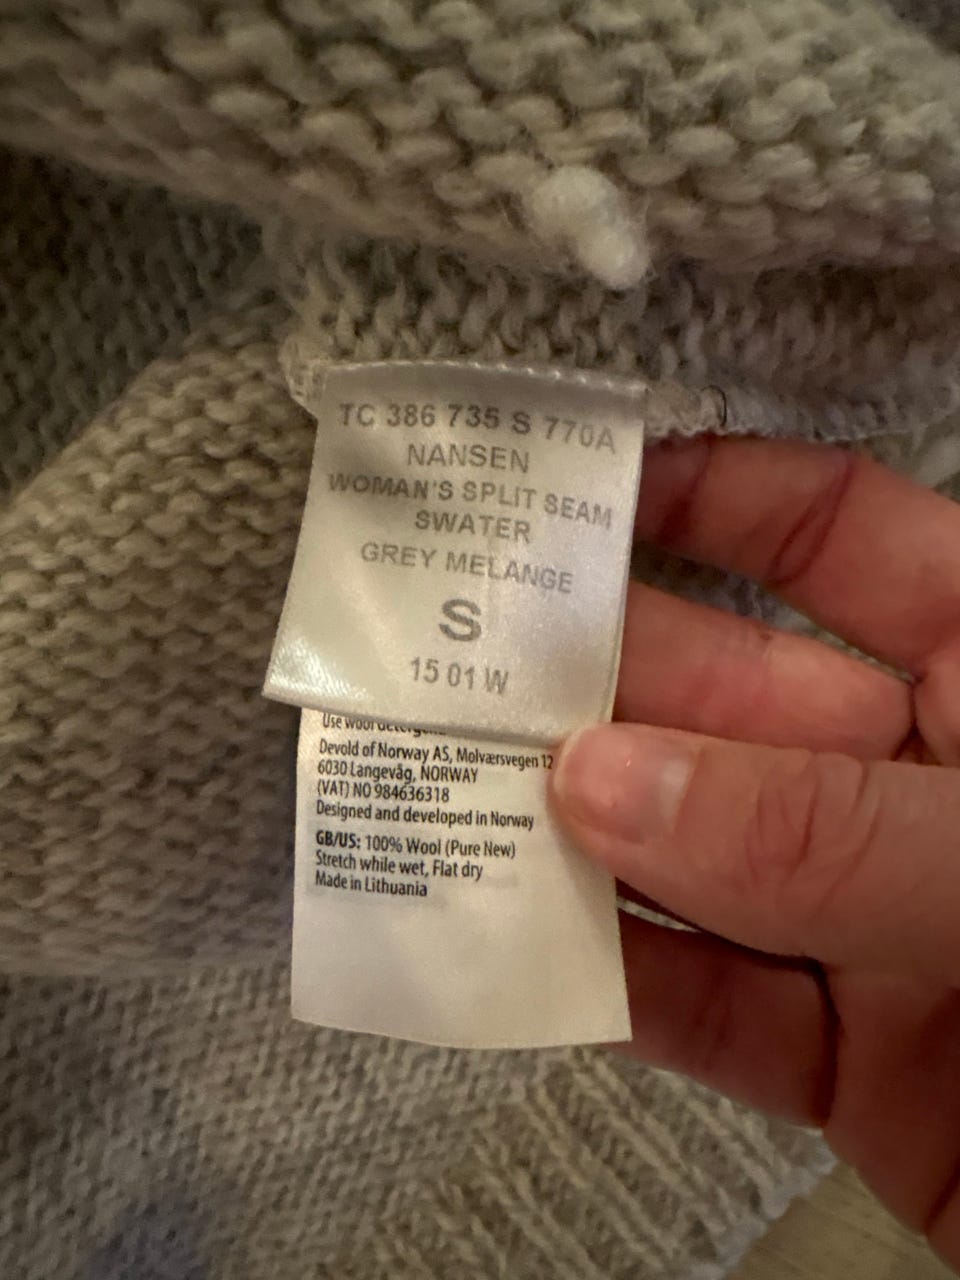 TC 386 735 S 770A
NANSEN
WOMAN'S SPLIT SEAM
SWATER
GREY MELANGE
S
15 01 W
Use wool
Devold of Norway AS, Molværsvegen 12
6030 Langevåg, NORWAY
(VAT) NO 984636318
Designed and developed in Norway
GB/US: 100% Wool (Pure New)
Stretch while wet, Flat dry
Made in Lithuania